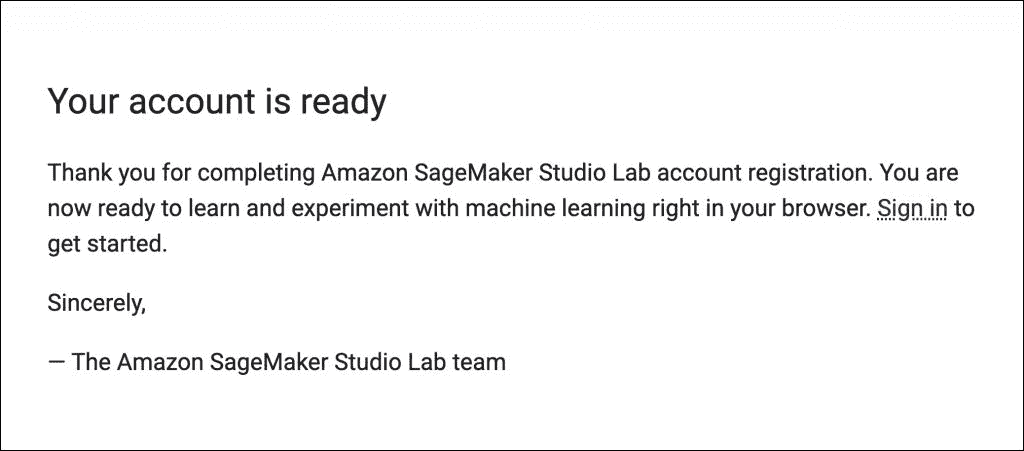 Your account is ready
Thank you for completing Amazon SageMaker Studio Lab account registration. You are
now ready to learn and experiment with machine learning right in your browser. Sign in to
get started.
Sincerely,
— The Amazon SageMaker Studio Lab team